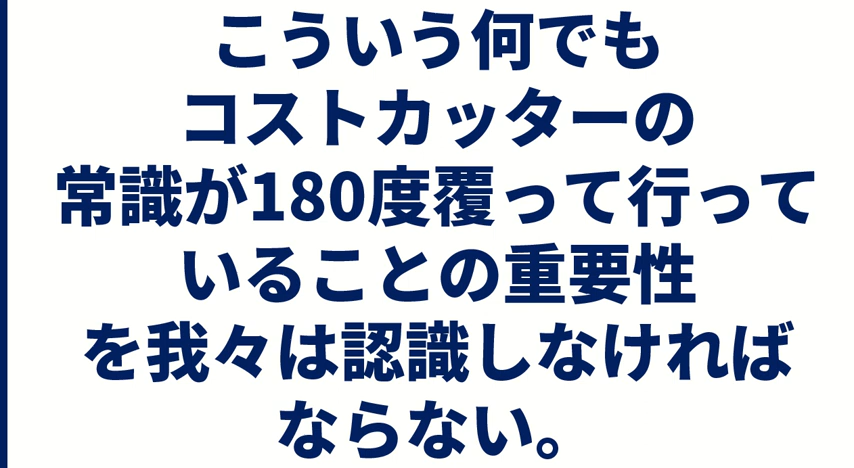 こういう何でも
コストカッターの
常識が180度覆って行って
いることの重要性
を我々は認識しなければ
ならない。